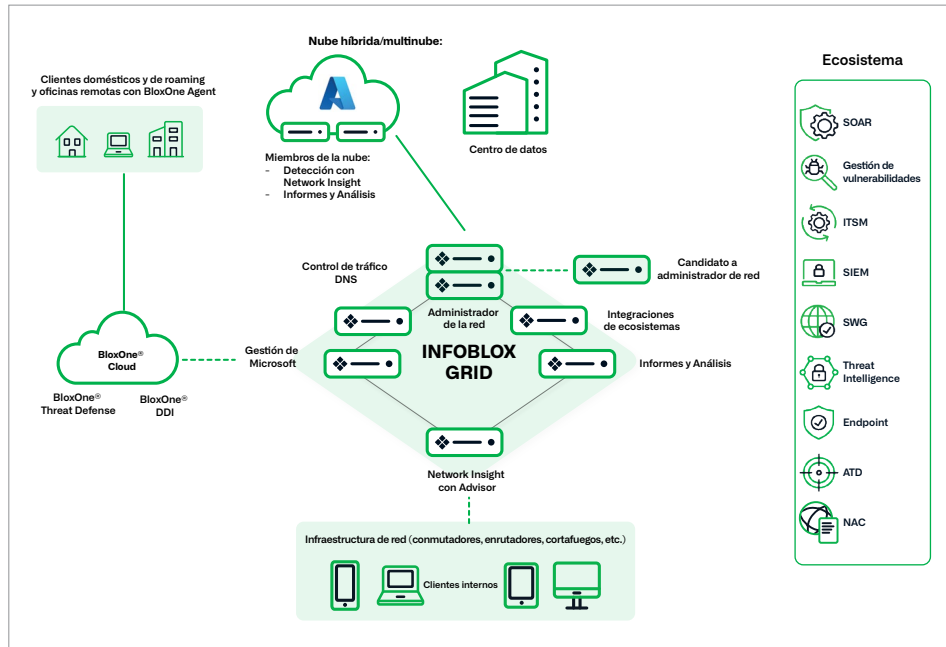 Nube híbrida/multinube:
Clientes domésticos y de roaming
y oficinas remotas con BloxOne Agent
Centro de datos
Miembros de la nube:
- Detección con
Network Insight
- Informes y Análisis
Control de tráfico
DNS
Candidato a
administrador de red
Administrador
de la red
Integraciones
de ecosistemas
INFOBLOX
GRID
Gestión de
Microsoft
Informes y Análisis
BloxOne®
Cloud
BloxOne®
Threat Defense
BloxOne®
DDI
Network Insight
con Advisor
Infraestructura de red (conmutadores, enrutadores, cortafuegos, etc.)
Clientes internos
Ecosistema
SOAR
Gestión de
vulnerabilidades
ITSM
SIEM
SWG
Threat
Intelligence
Endpoint
ATD
NAC